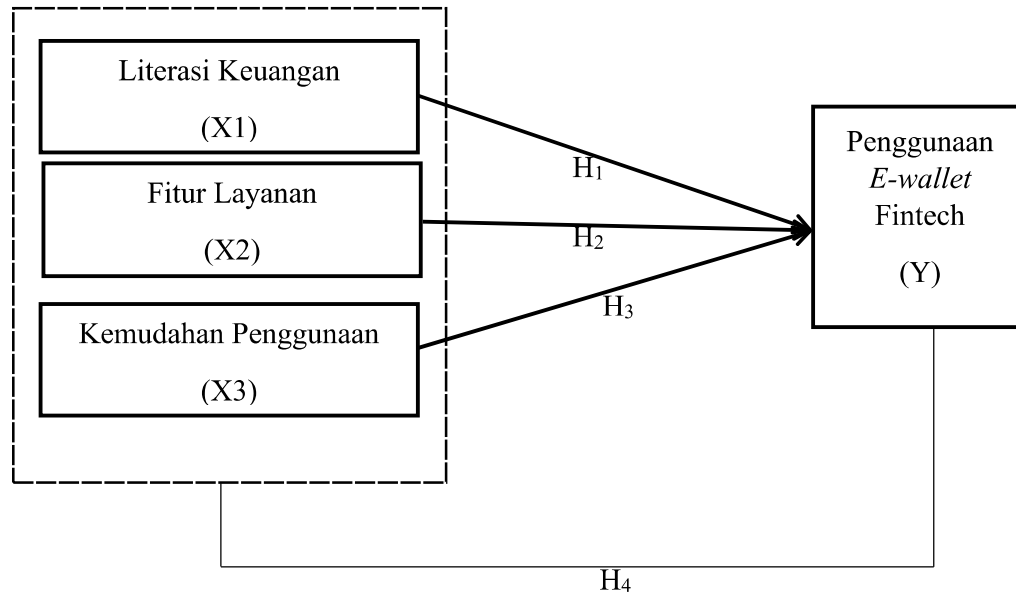 Literasi Keuangan
(X1)
Fitur Layanan
(X2)
Kemudahan Penggunaan
(X3)
H₁
H₂
H₃
Penggunaan
E-wallet
Fintech
(Y)
H₄